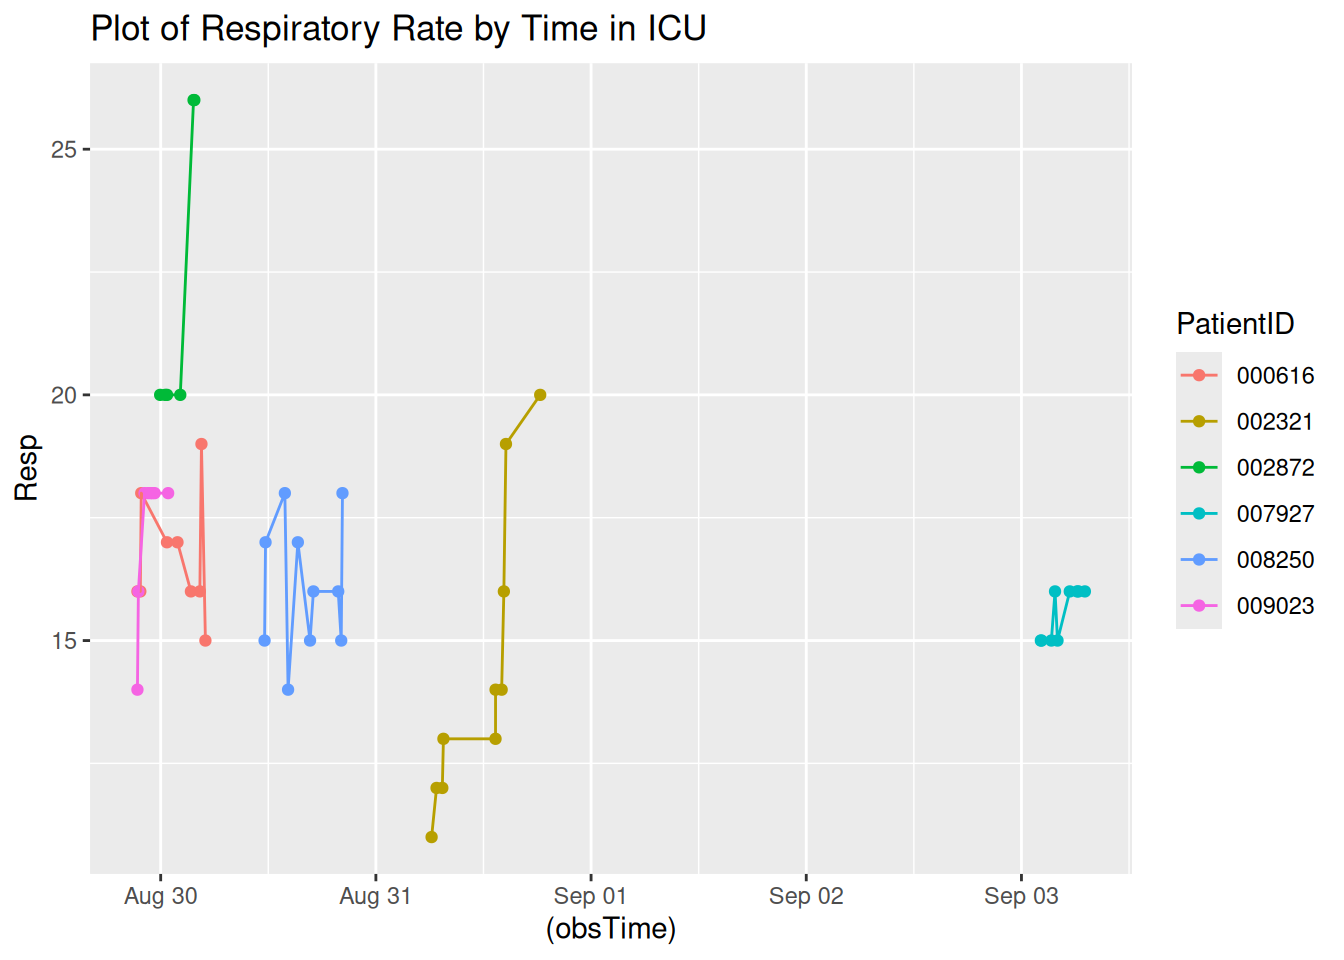 Plot of Respiratory Rate by Time in ICU
25
20
15
Resp
Aug 30 Aug 31 Sep 01 Sep 02 Sep 03
(obsTime)
PatientID
000616
002321
002872
007927
008250
009023